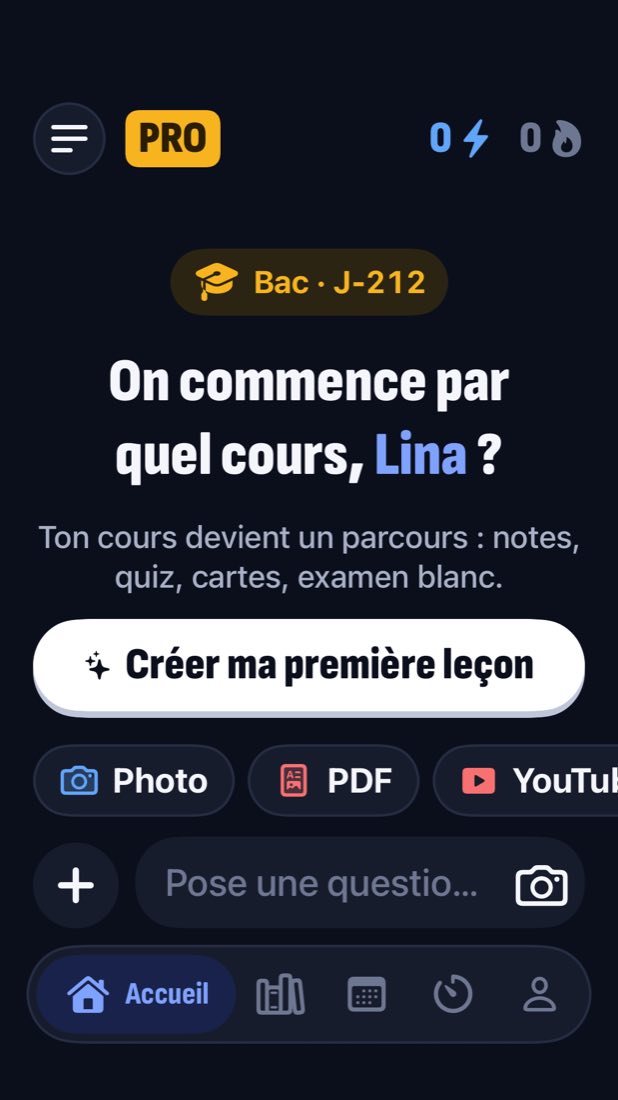 PRO
0
0
Bac · J-212
On commence par
quel cours, Lina ?
Ton cours devient un parcours : notes,
quiz, cartes, examen blanc.
Créer ma première leçon
Photo
PDF
YouTub
Pose une questio...
Accueil